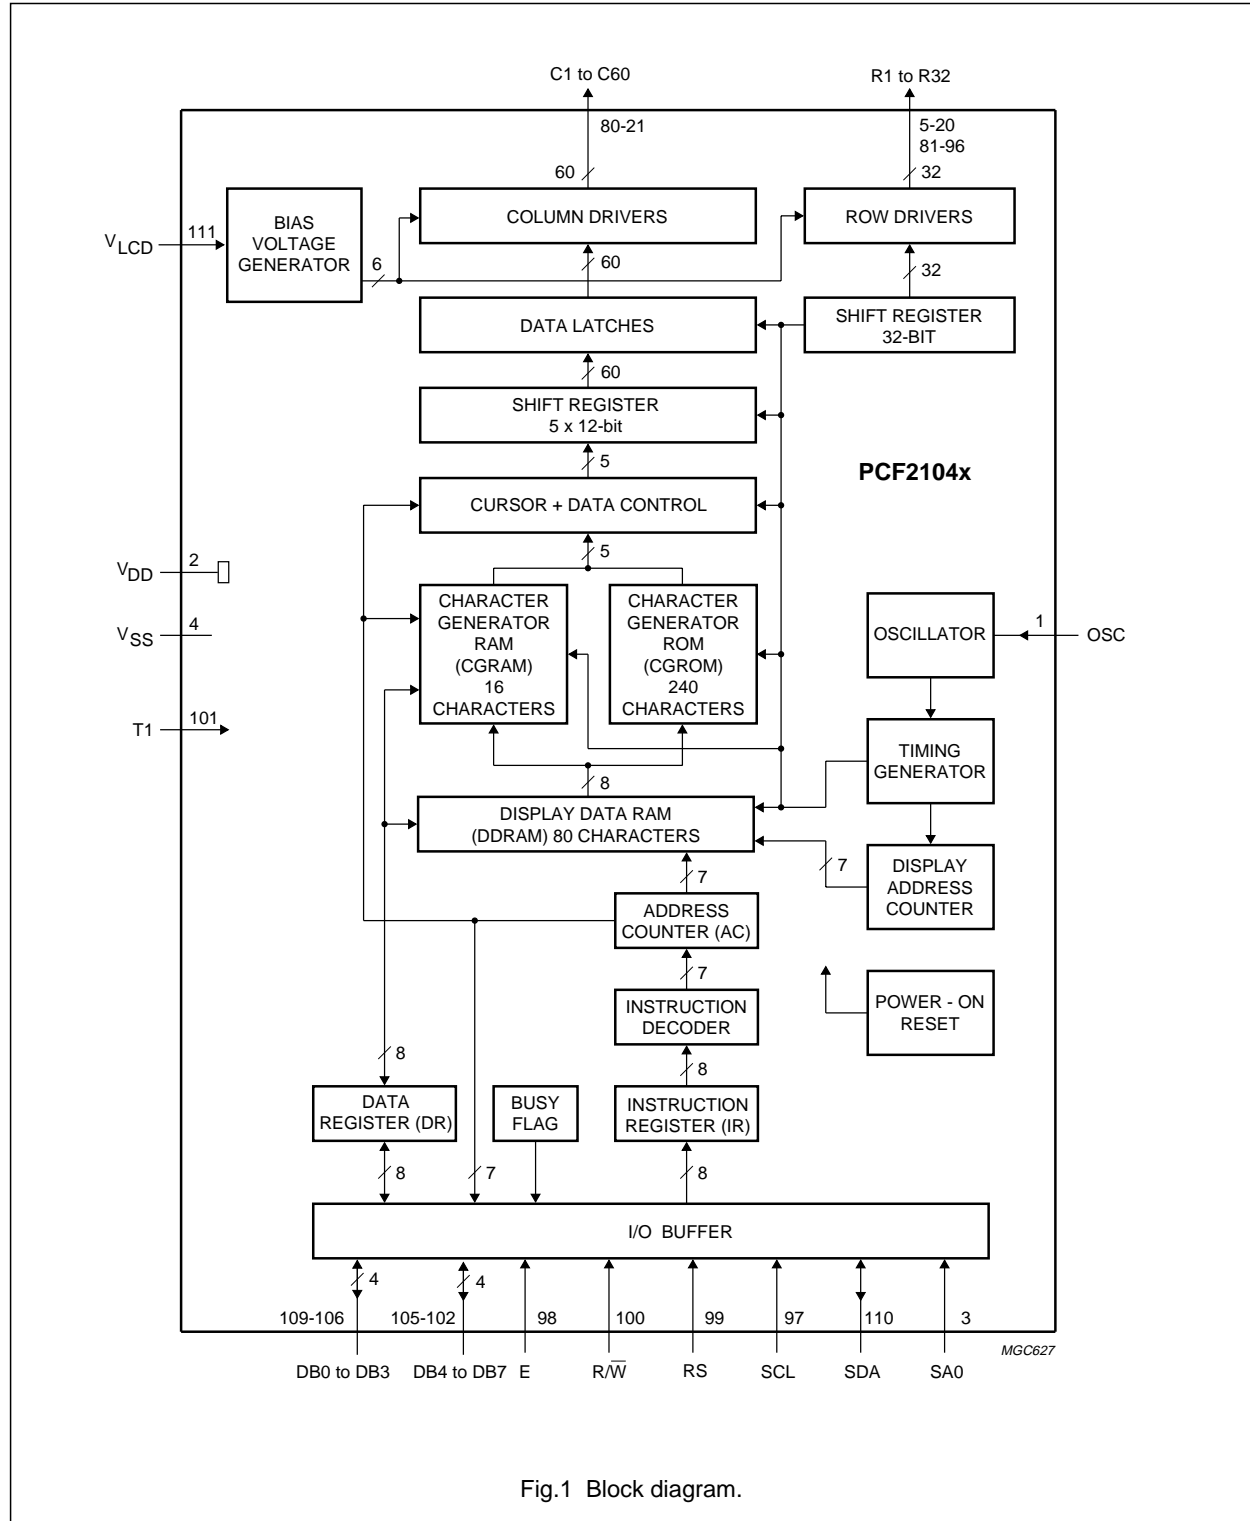 C1 to C60
R1 to R32
80-21
5-20
81-96
60
32
BIAS
VOLTAGE
GENERATOR
COLUMN DRIVERS
ROW DRIVERS
VLCD
111
6
60
32
DATA LATCHES
SHIFT REGISTER
32-BIT
60
SHIFT REGISTER
5 x 12-bit
5
PCF2104x
CURSOR + DATA CONTROL
5
VDD
2
CHARACTER
GENERATOR
RAM
(CGRAM)
16
CHARACTERS
CHARACTER
GENERATOR
ROM
(CGROM)
240
CHARACTERS
OSCILLATOR
1
OSC
VSS
4
T1
101
TIMING
GENERATOR
8
DISPLAY DATA RAM
(DDRAM) 80 CHARACTERS
7
DISPLAY
ADDRESS
COUNTER
7
ADDRESS
COUNTER (AC)
7
INSTRUCTION
DECODER
POWER - ON
RESET
8
8
DATA
REGISTER (DR)
BUSY
FLAG
INSTRUCTION
REGISTER (IR)
8
7
8
I/O BUFFER
4
4
109-106
105-102
98
100
99
97
110
3
MGC627
DB0 to DB3
DB4 to DB7
E
R/W̅
RS
SCL
SDA
SA0
Fig.1 Block diagram.